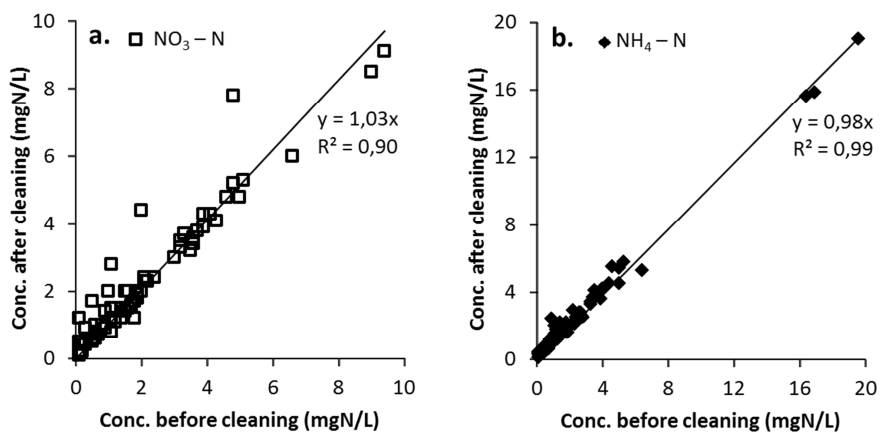 a.
NO₃ – N
Conc. after cleaning (mgN/L)
10
8
6
4
2
0
y = 1,03x
R² = 0,90
0 2 4 6 8 10
Conc. before cleaning (mgN/L)
b.
NH₄ – N
Conc. after cleaning (mgN/L)
20
16
12
8
4
0
y = 0,98x
R² = 0,99
0 4 8 12 16 20
Conc. before cleaning (mgN/L)